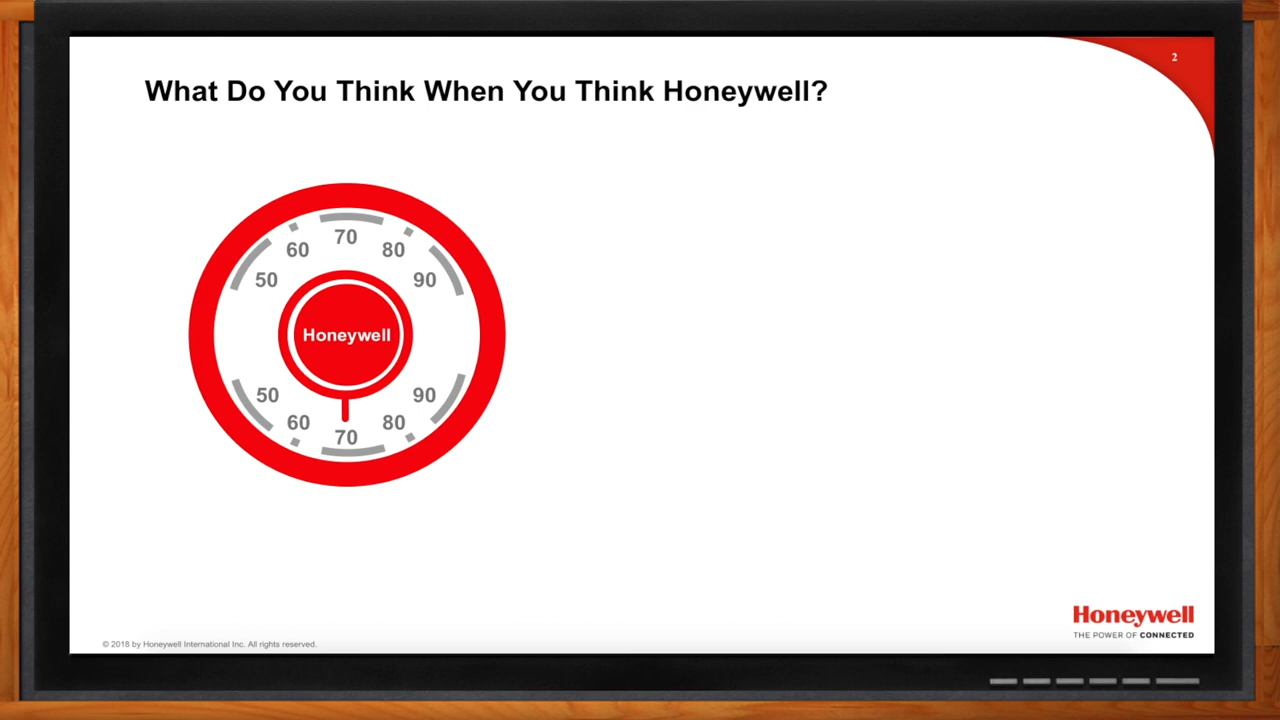 2
What Do You Think When You Think Honeywell?
70
60
80
50
90
Honeywell
50
90
60
80
70
Honeywell
THE POWER OF CONNECTED
© 2018 by Honeywell International Inc. All rights reserved.